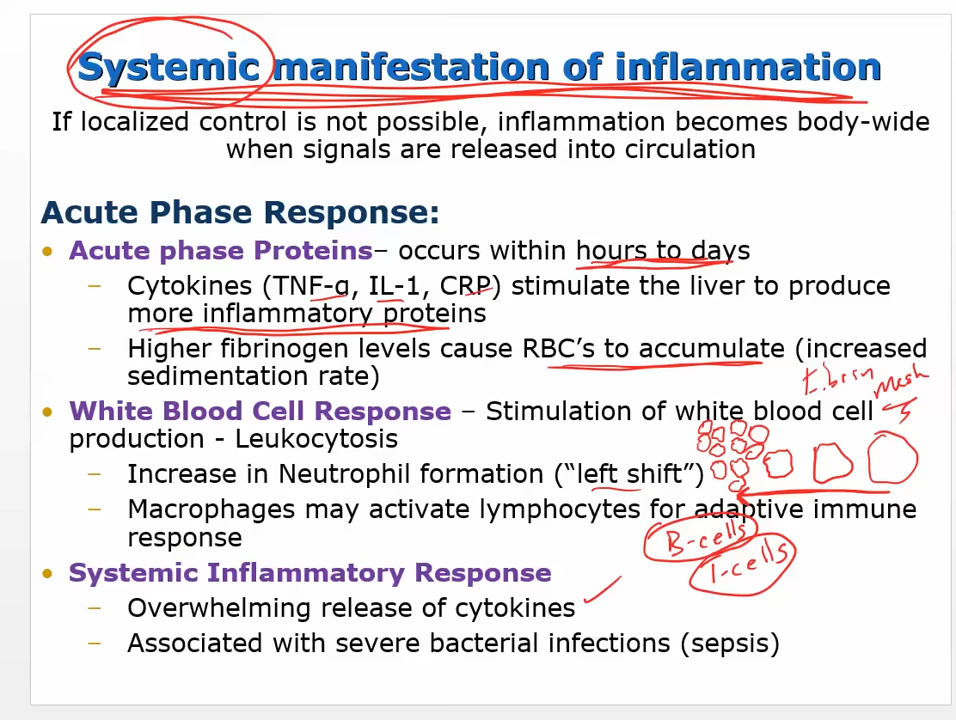 Systemic manifestation of inflammation
If localized control is not possible, inflammation becomes body-wide
when signals are released into circulation
Acute Phase Response:
• Acute phase Proteins– occurs within hours to days
– Cytokines (TNF-α, IL-1, CRP) stimulate the liver to produce
more inflammatory proteins
– Higher fibrinogen levels cause RBC's to accumulate (increased
sedimentation rate)
fibrin
mesh
• White Blood Cell Response – Stimulation of white blood cell
production - Leukocytosis
– Increase in Neutrophil formation (“left shift”)
– Macrophages may activate lymphocytes for adaptive immune
response
B-cells
T-cells
• Systemic Inflammatory Response
– Overwhelming release of cytokines
– Associated with severe bacterial infections (sepsis)